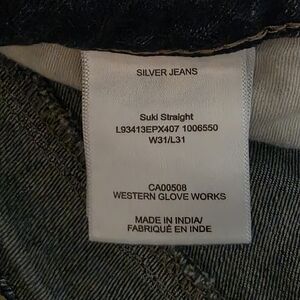 SILVER JEANS
Suki Straight
L93413EPX407 1006550
W31/L31
CA00508
WESTERN GLOVE WORKS
MADE IN INDIA/
FABRIQUÉ EN INDE